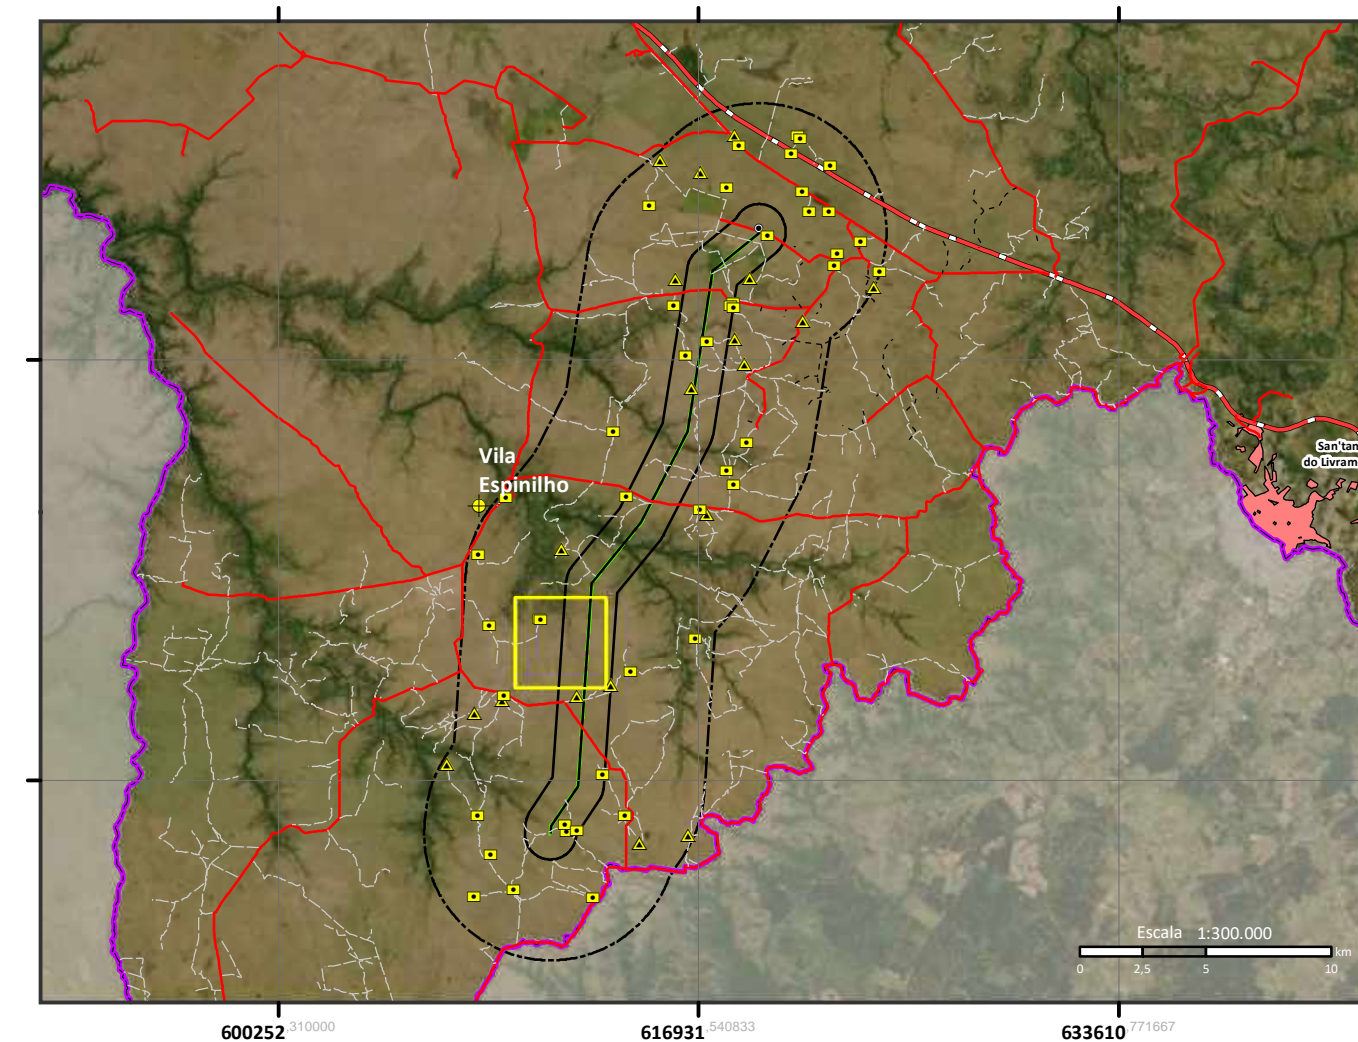 Vila
Espinilho
San'tan
do Livram
Escala 1:300.000
km
0 2,5 5 10
600252,310000 616931,540833 633610,771667